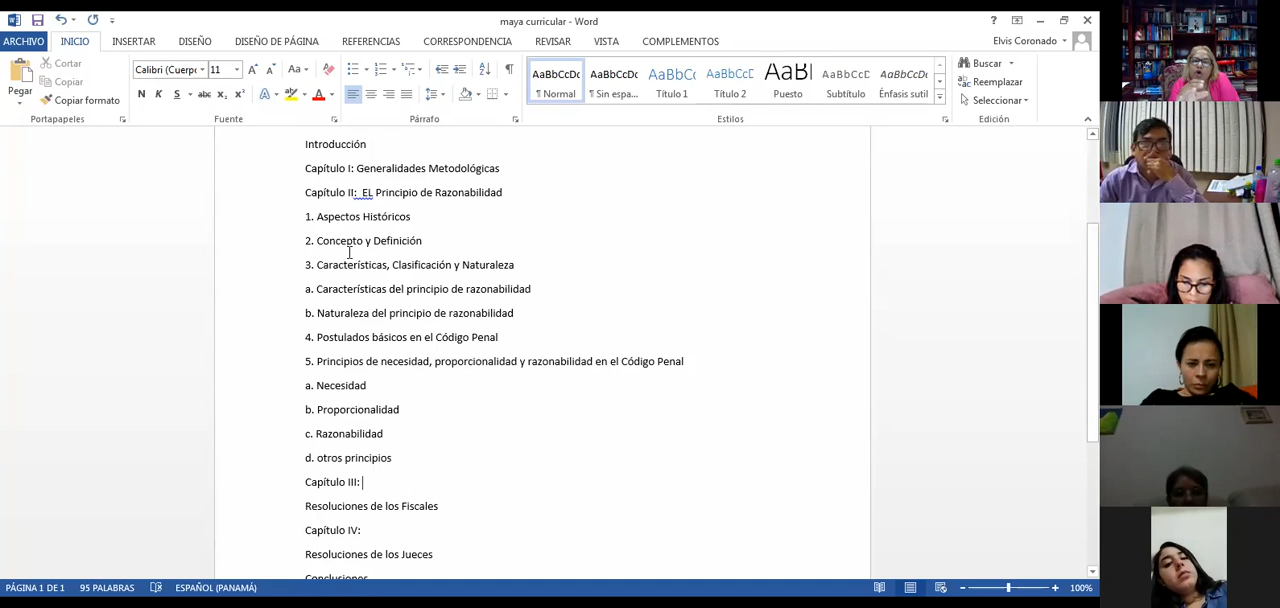 maya curricular - Word
ARCHIVO INICIO INSERTAR DISEÑO DISEÑO DE PÁGINA REFERENCIAS CORRESPONDENCIA REVISAR VISTA COMPLEMENTOS Elvis Coronado
Pegar
Cortar
Copiar
Copiar formato
Portapapeles
Calibri (Cuerpo 11
Fuente
Párrafo
AaBbCcDc AaBbCcDc AaBbCc AaBbCcD AaBl AaBbCcD AaBbCcDc
¶ Normal ¶ Sin espa... Título 1 Título 2 Puesto Subtítulo Énfasis sutil
Estilos
Buscar
Reemplazar
Seleccionar
Edición
Introducción
Capítulo I: Generalidades Metodológicas
Capítulo II: EL Principio de Razonabilidad
1. Aspectos Históricos
2. Concepto y Definición
3. Características, Clasificación y Naturaleza
a. Características del principio de razonabilidad
b. Naturaleza del principio de razonabilidad
4. Postulados básicos en el Código Penal
5. Principios de necesidad, proporcionalidad y razonabilidad en el Código Penal
a. Necesidad
b. Proporcionalidad
c. Razonabilidad
d. otros principios
Capítulo III:
Resoluciones de los Fiscales
Capítulo IV:
Resoluciones de los Jueces
Conclusiones
PÁGINA 1 DE 1 95 PALABRAS ESPAÑOL (PANAMÁ) 100%